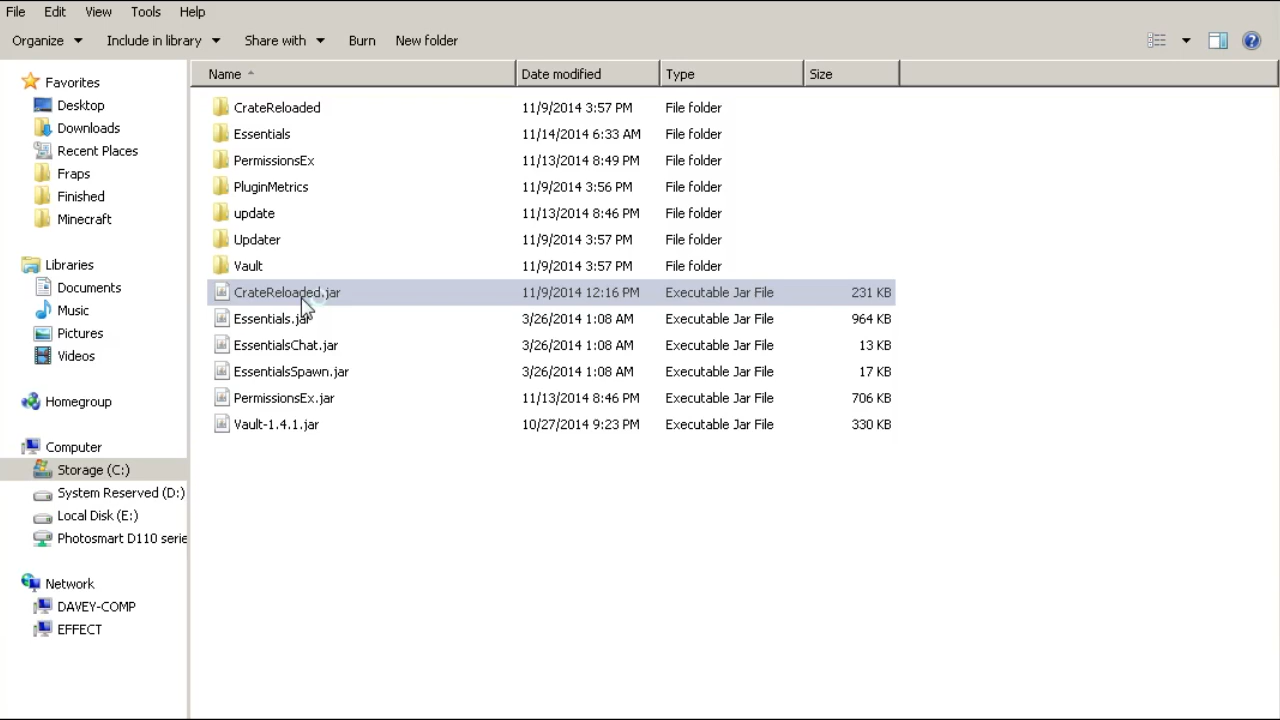 File Edit View Tools Help
Organize Include in library Share with Burn New folder
Name Date modified Type Size
Favorites
Desktop
Downloads
Recent Places
Fraps
Finished
Minecraft
Libraries
Documents
Music
Pictures
Videos
Homegroup
Computer
Storage (C:)
System Reserved (D:)
Local Disk (E:)
Photosmart D110 serie
Network
DAVEY-COMP
EFFECT
CrateReloaded 11/9/2014 3:57 PM File folder
Essentials 11/14/2014 6:33 AM File folder
PermissionsEx 11/13/2014 8:49 PM File folder
PluginMetrics 11/9/2014 3:56 PM File folder
update 11/13/2014 8:46 PM File folder
Updater 11/9/2014 3:57 PM File folder
Vault 11/9/2014 3:57 PM File folder
CrateReloaded.jar 11/9/2014 12:16 PM Executable Jar File 231 KB
Essentials.jar 3/26/2014 1:08 AM Executable Jar File 964 KB
EssentialsChat.jar 3/26/2014 1:08 AM Executable Jar File 13 KB
EssentialsSpawn.jar 3/26/2014 1:08 AM Executable Jar File 17 KB
PermissionsEx.jar 11/13/2014 8:46 PM Executable Jar File 706 KB
Vault-1.4.1.jar 10/27/2014 9:23 PM Executable Jar File 330 KB